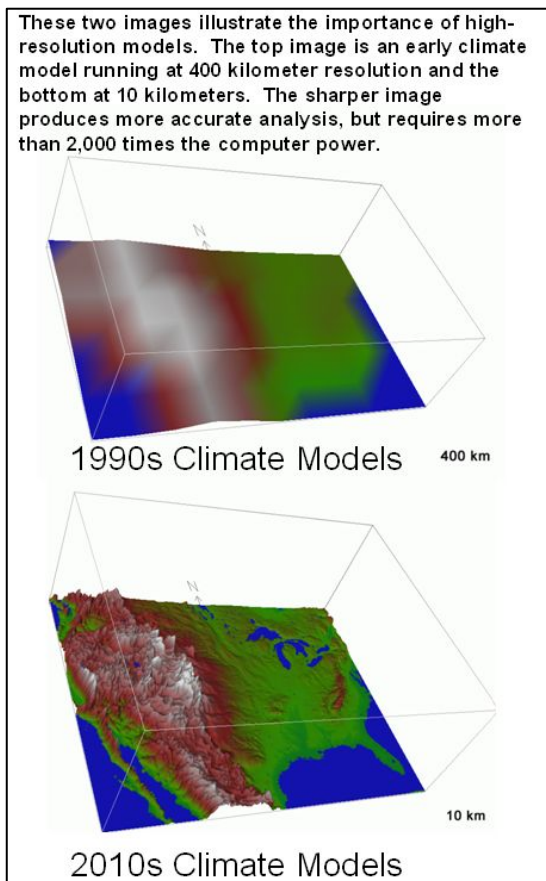 These two images illustrate the importance of high-
resolution models. The top image is an early climate
model running at 400 kilometer resolution and the
bottom at 10 kilometers. The sharper image
produces more accurate analysis, but requires more
than 2,000 times the computer power.
N
1990s Climate Models
400 km
N
10 km
2010s Climate Models